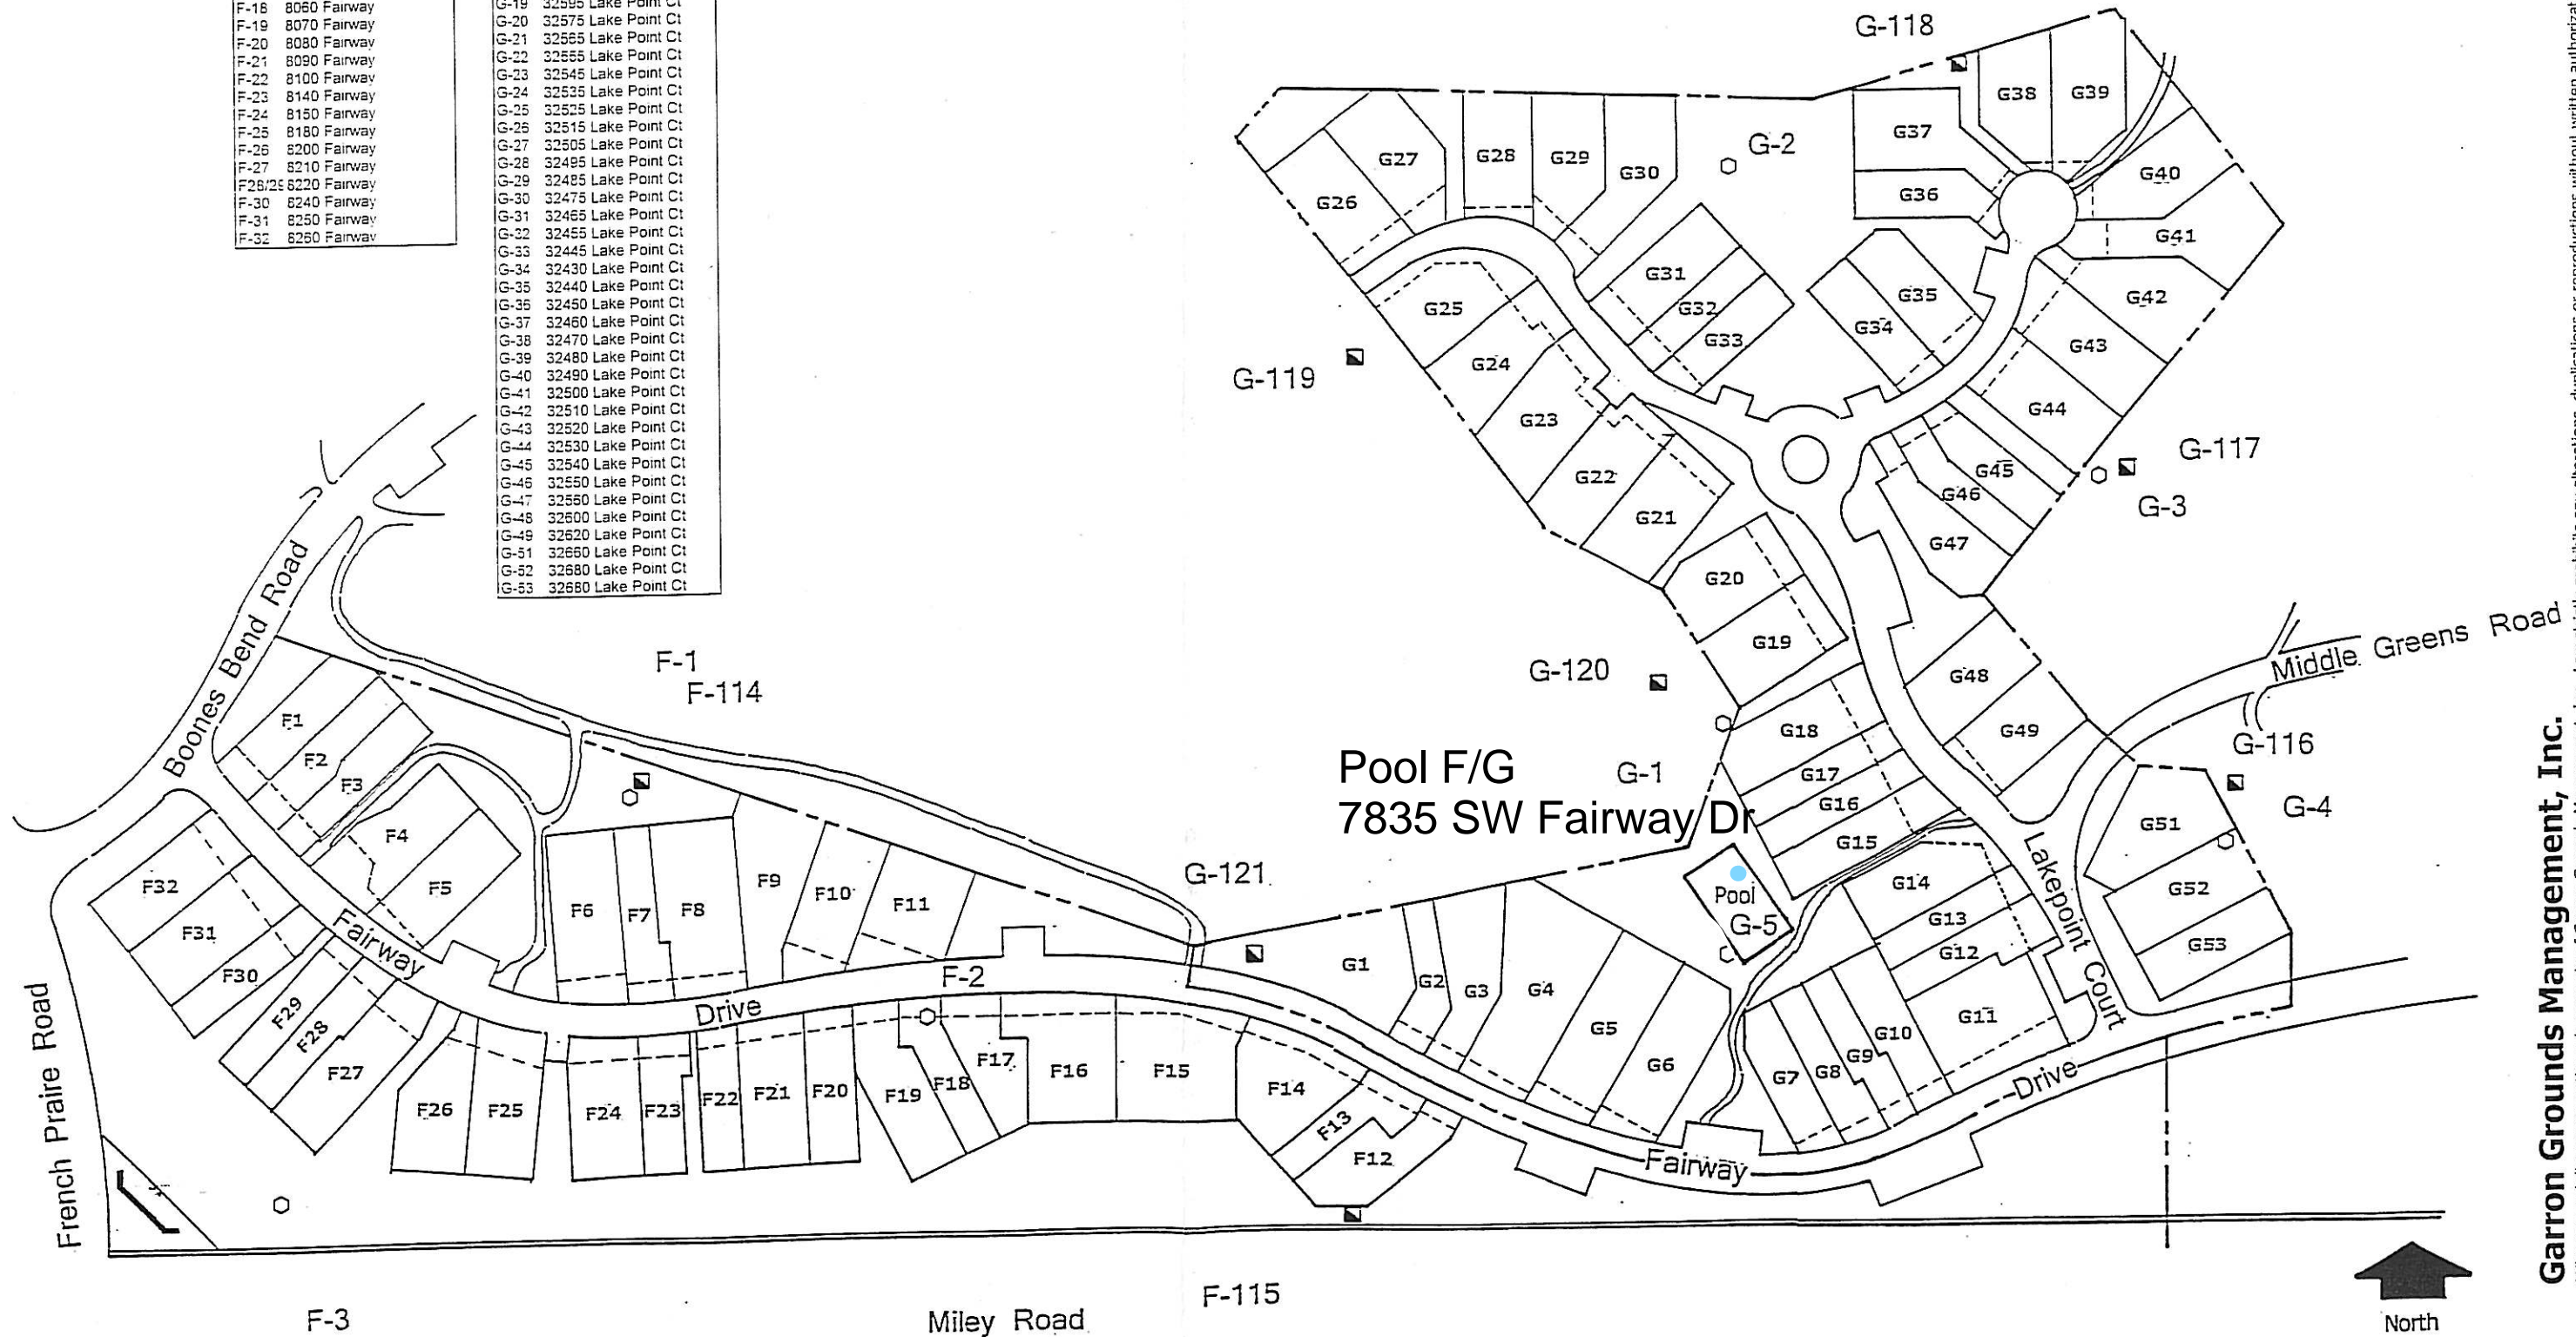 F-18 8060 Fairway
F-19 8070 Fairway
F-20 8080 Fairway
F-21 8090 Fairway
F-22 8100 Fairway
F-23 8140 Fairway
F-24 8150 Fairway
F-25 8180 Fairway
F-26 8200 Fairway
F-27 8210 Fairway
F28/29 8220 Fairway
F-30 8240 Fairway
F-31 8250 Fairway
F-32 8260 Fairway
G-19 32595 Lake Point Ct
G-20 32575 Lake Point Ct
G-21 32565 Lake Point Ct
G-22 32555 Lake Point Ct
G-23 32545 Lake Point Ct
G-24 32535 Lake Point Ct
G-25 32525 Lake Point Ct
G-26 32515 Lake Point Ct
G-27 32505 Lake Point Ct
G-28 32495 Lake Point Ct
G-29 32485 Lake Point Ct
G-30 32475 Lake Point Ct
G-31 32465 Lake Point Ct
G-32 32455 Lake Point Ct
G-33 32445 Lake Point Ct
G-34 32430 Lake Point Ct
G-35 32440 Lake Point Ct
G-36 32450 Lake Point Ct
G-37 32460 Lake Point Ct
G-38 32470 Lake Point Ct
G-39 32480 Lake Point Ct
G-40 32490 Lake Point Ct
G-41 32500 Lake Point Ct
G-42 32510 Lake Point Ct
G-43 32520 Lake Point Ct
G-44 32530 Lake Point Ct
G-45 32540 Lake Point Ct
G-46 32550 Lake Point Ct
G-47 32560 Lake Point Ct
G-48 32600 Lake Point Ct
G-49 32620 Lake Point Ct
G-51 32660 Lake Point Ct
G-52 32680 Lake Point Ct
G-53 32680 Lake Point Ct
G-118
G38
G39
G37
G-2
G27
G28
G29
G30
G36
G40
G26
G41
G31
G35
G42
G25
G32
G34
G33
G43
G24
G-119
G44
G23
G-117
G45
G22
G46
G-3
G21
G47
G20
G19
Middle Greens Road
G-120
G48
G18
G49
G-116
Boones Bend Road
F-1
F-114
F1
F2
F3
F4
F5
Pool F/G
7835 SW Fairway Dr
G-1
G17
G16
G15
G-4
G51
G52
G53
G-121
Pool
G-5
G14
G13
G12
G11
Lakepoint Court
F32
F31
F30
Fairway
F6
F7
F8
F9
F10
F11
F-2
Drive
G1
G2
G3
G4
G5
G6
G7
G8
G9
G10
French Praire Road
F29
F28
F27
F26
F25
F24
F23
F22
F21
F20
F19
F18
F17
F16
F15
F14
F13
F12
Fairway
Drive
F-3
Miley Road
F-115
North
Garron Grounds Management, Inc.